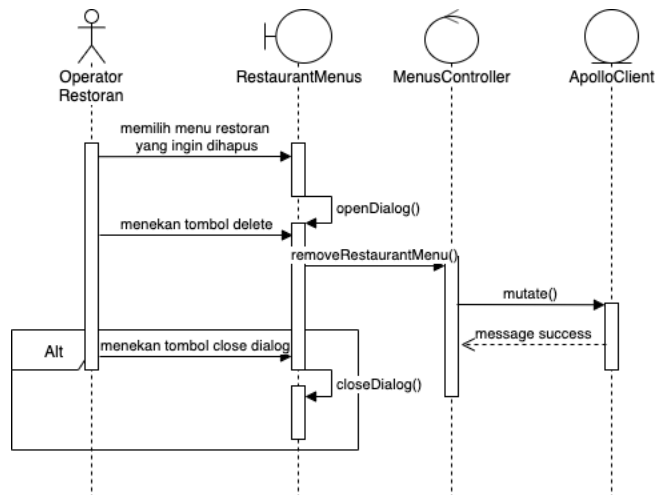 Operator
Restoran
RestaurantMenus
MenusController
ApolloClient
memilih menu restoran
yang ingin dihapus
openDialog()
menekan tombol delete
removeRestaurantMenu()
mutate()
message success
Alt
menekan tombol close dialog
closeDialog()